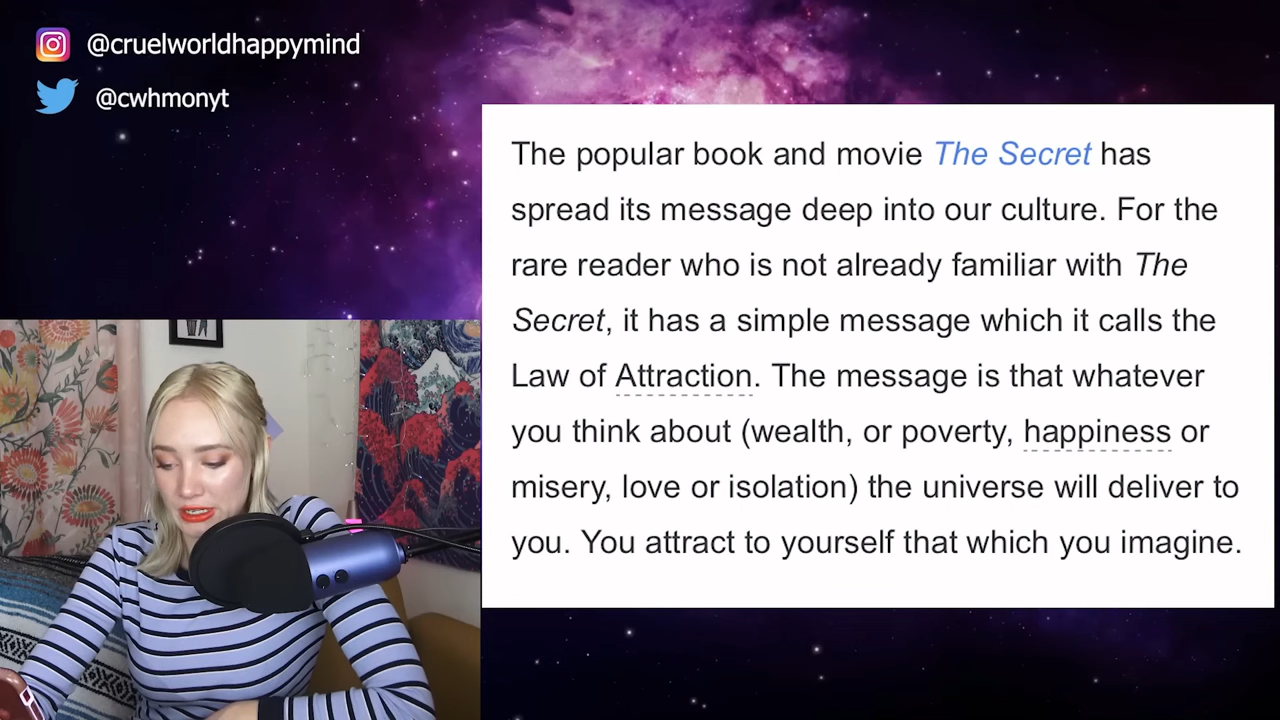 @cruelworldhappymind
@cwhmonyt
The popular book and movie The Secret has
spread its message deep into our culture. For the
rare reader who is not already familiar with The
Secret, it has a simple message which it calls the
Law of Attraction. The message is that whatever
you think about (wealth, or poverty, happiness or
misery, love or isolation) the universe will deliver to
you. You attract to yourself that which you imagine.